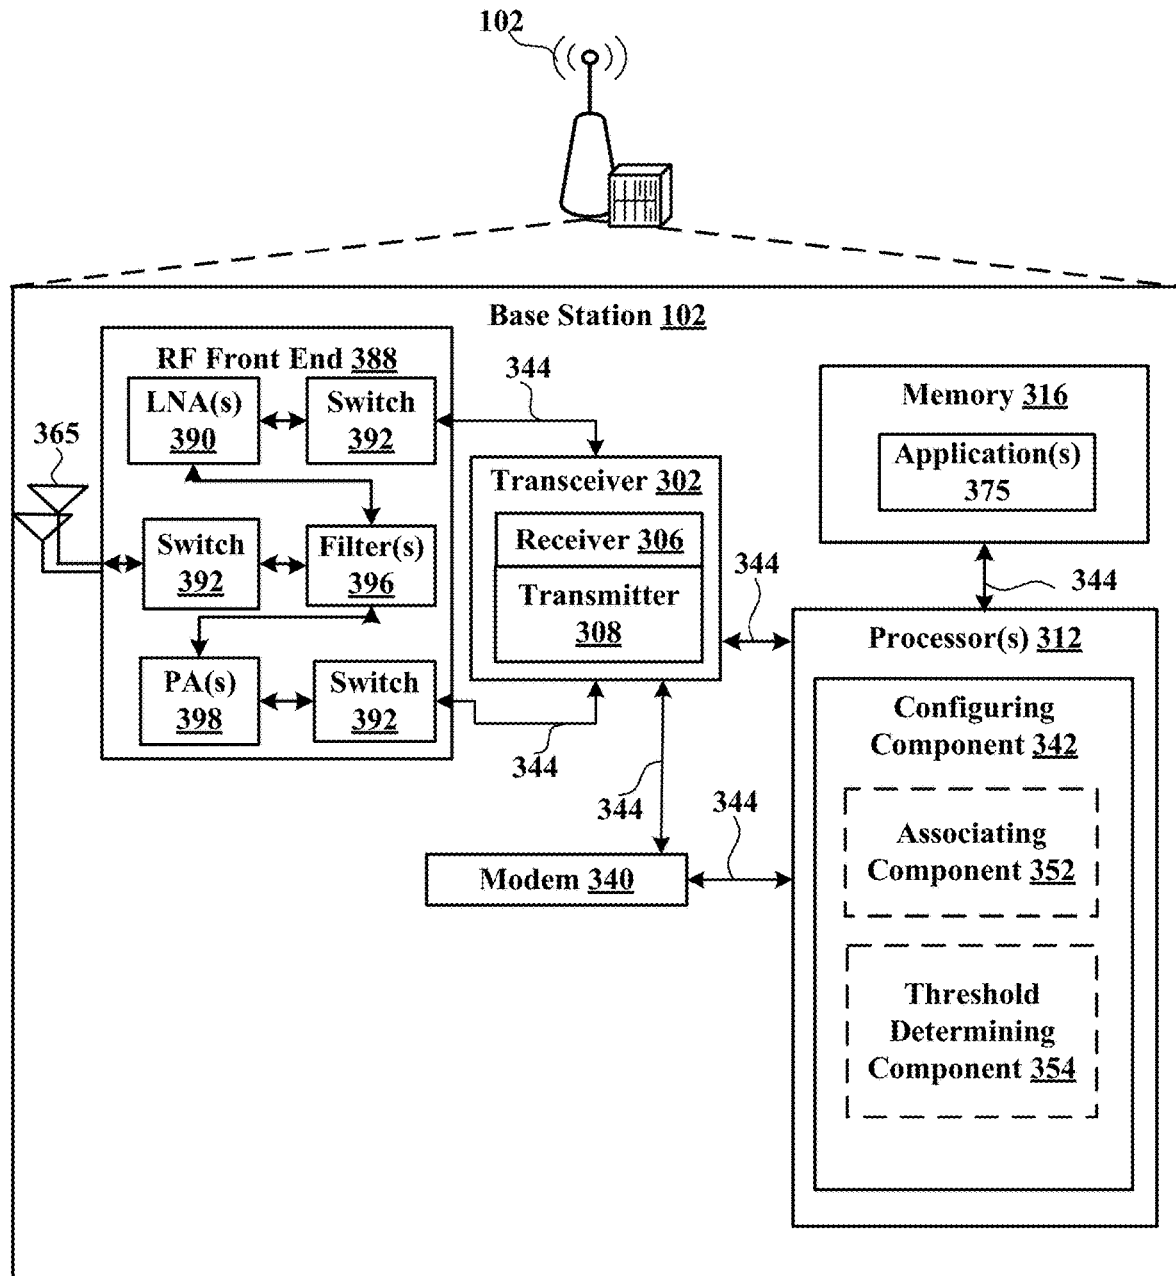 102
Base Station 102
RF Front End 388
LNA(s)
390
Switch
392
344
365
Switch
392
Filter(s)
396
PA(s)
398
Switch
392
344
Transceiver 302
Receiver 306
Transmitter
308
344
Memory 316
Application(s)
375
344
Processor(s) 312
Configuring
Component 342
Associating
Component 352
Threshold
Determining
Component 354
344
344
Modem 340